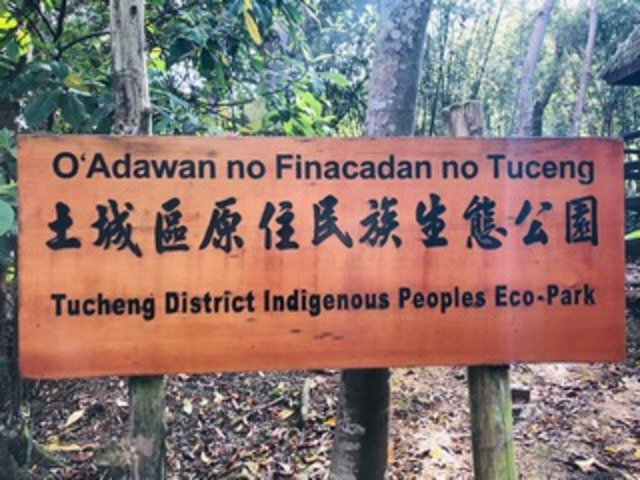 O'Adawan no Finacadan no Tuceng
土城區原住民族生態公園
Tucheng District Indigenous Peoples Eco-Park